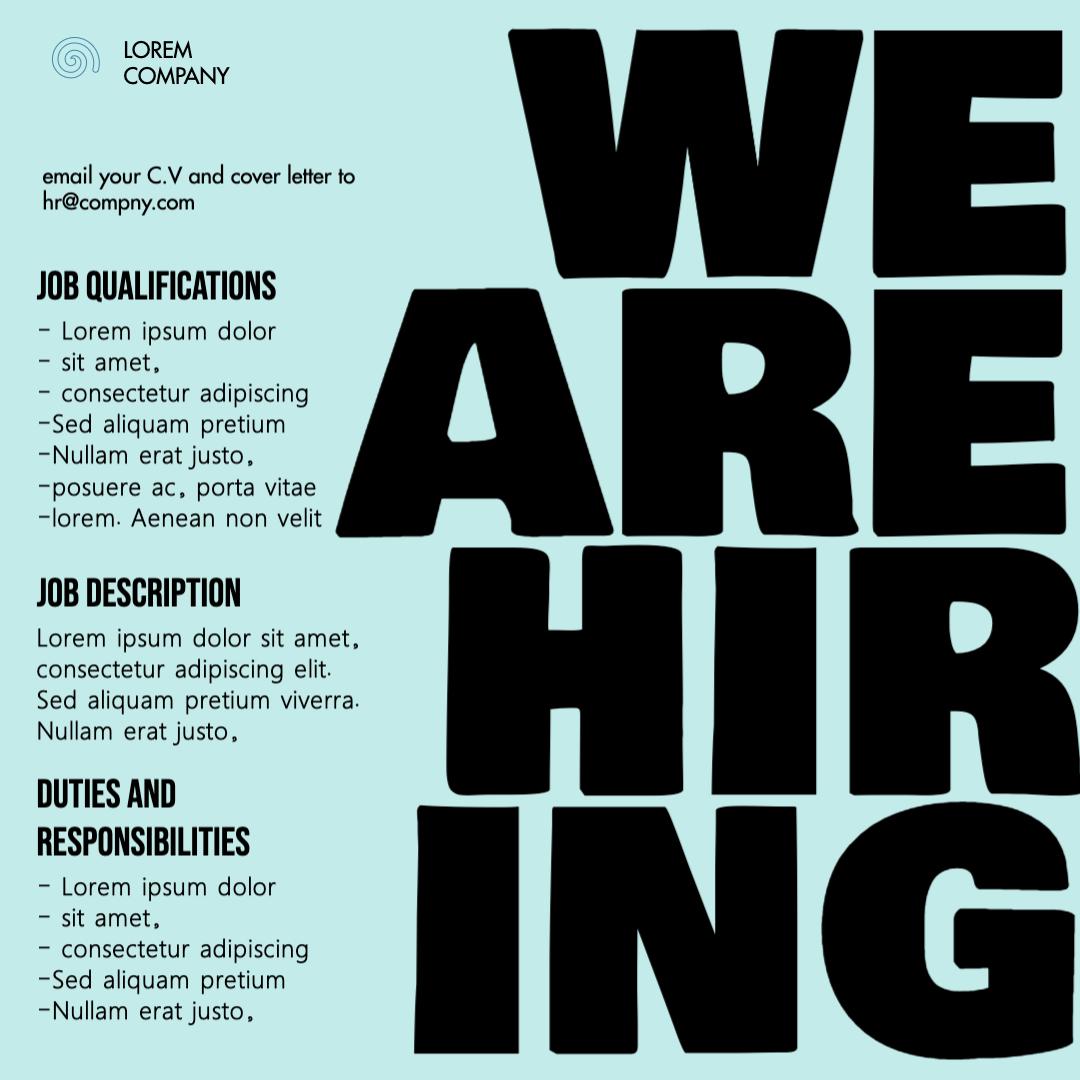 LOREM
COMPANY
email your C.V and cover letter to
hr@compny.com
JOB QUALIFICATIONS
- Lorem ipsum dolor
- sit amet,
- consectetur adipiscing
-Sed aliquam pretium
-Nullam erat justo,
-posuere ac, porta vitae
-lorem. Aenean non velit
JOB DESCRIPTION
Lorem ipsum dolor sit amet,
consectetur adipiscing elit.
Sed aliquam pretium viverra.
Nullam erat justo,
DUTIES AND
RESPONSIBILITIES
- Lorem ipsum dolor
- sit amet,
- consectetur adipiscing
-Sed aliquam pretium
-Nullam erat justo,
WE
ARE
HIR
ING